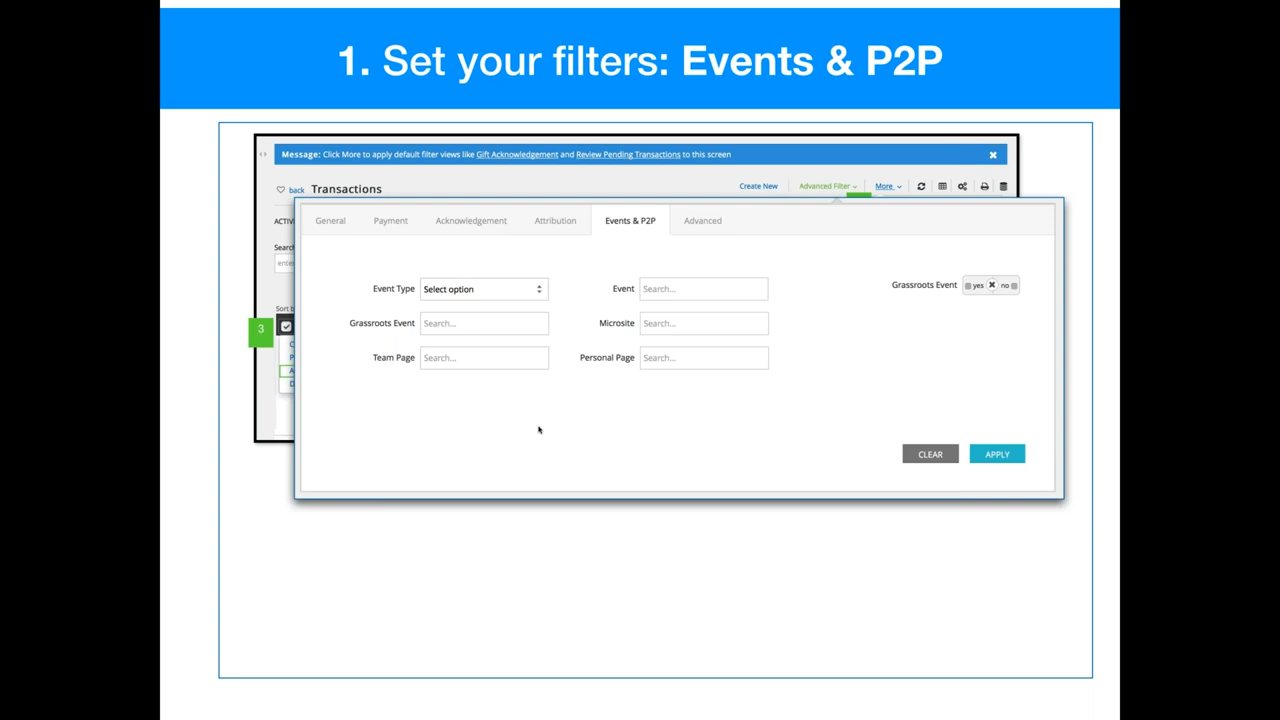 1. Set your filters: Events & P2P
Message: Click More to apply default filter views like Gift Acknowledgement and Review Pending Transactions to this screen
back Transactions Create New Advanced Filter More
General Payment Acknowledgement Attribution Events & P2P Advanced
Event Type Select option Event Search... Grassroots Event yes no
Grassroots Event Search... Microsite Search...
3
Team Page Search... Personal Page Search...
CLEAR APPLY